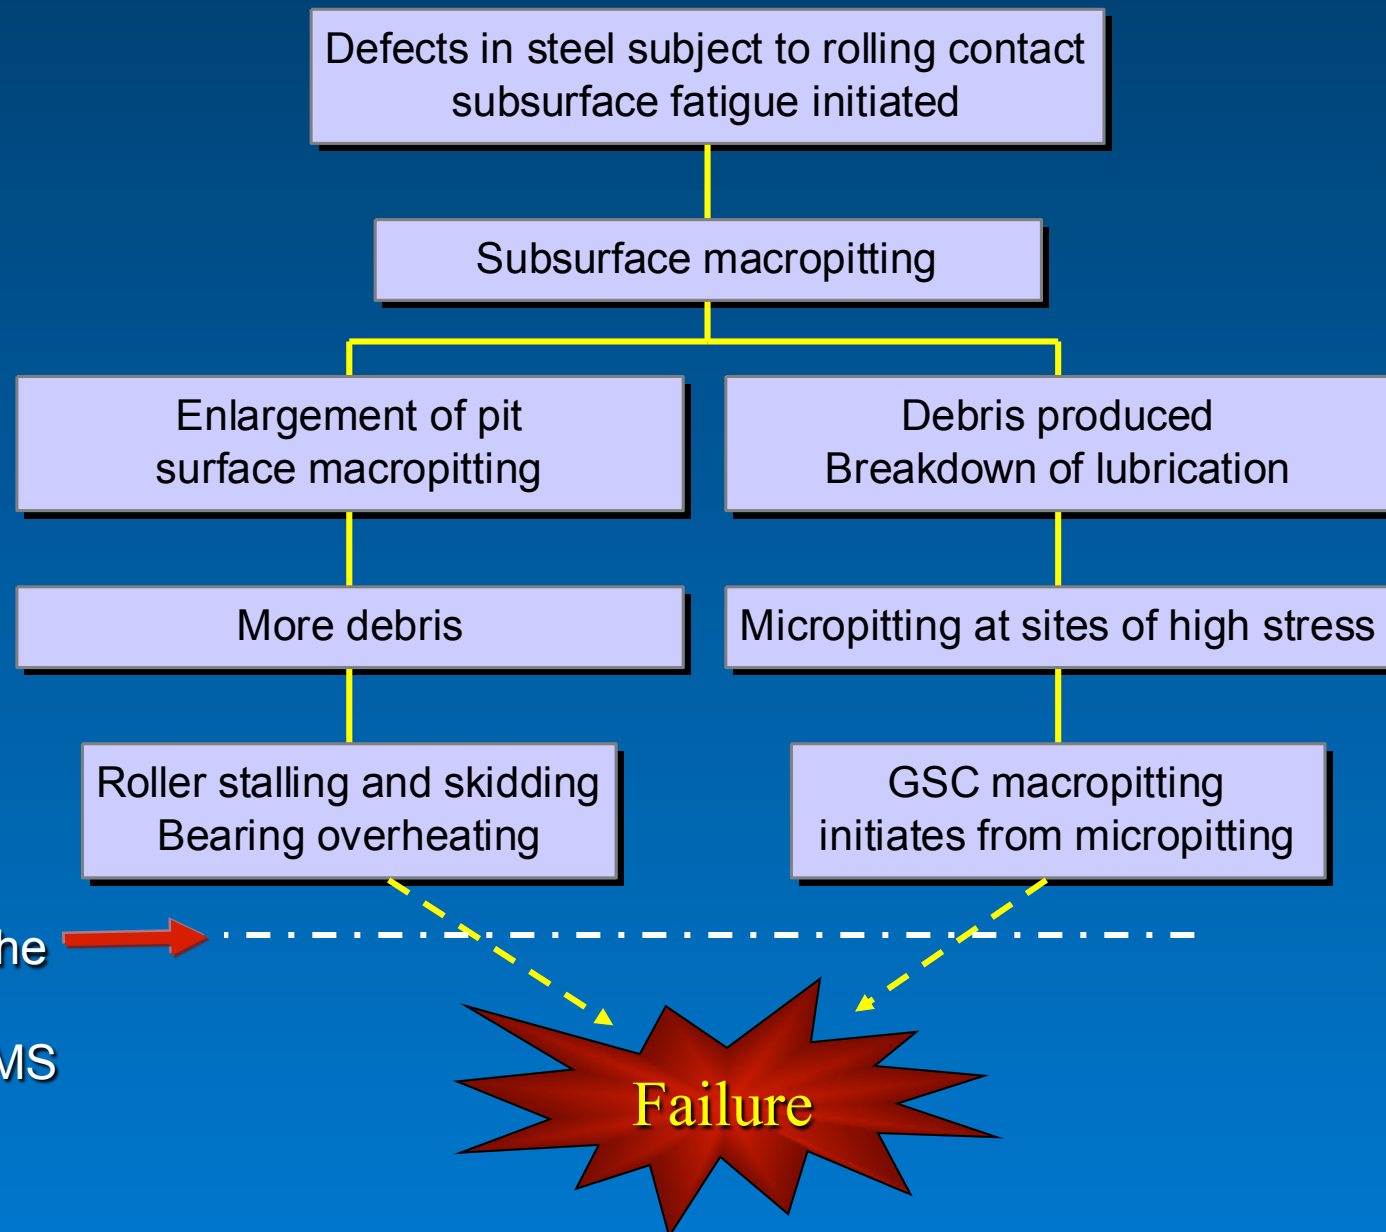 Defects in steel subject to rolling contact
subsurface fatigue initiated
Subsurface macropitting
Enlargement of pit
surface macropitting
Debris produced
Breakdown of lubrication
More debris
Micropitting at sites of high stress
Roller stalling and skidding
Bearing overheating
GSC macropitting
initiates from micropitting
Failure